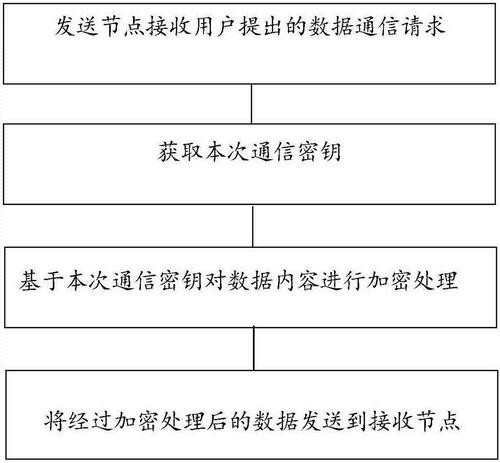 发送节点接收用户提出的数据通信请求
获取本次通信密钥
基于本次通信密钥对数据内容进行加密处理
将经过加密处理后的数据发送到接收节点